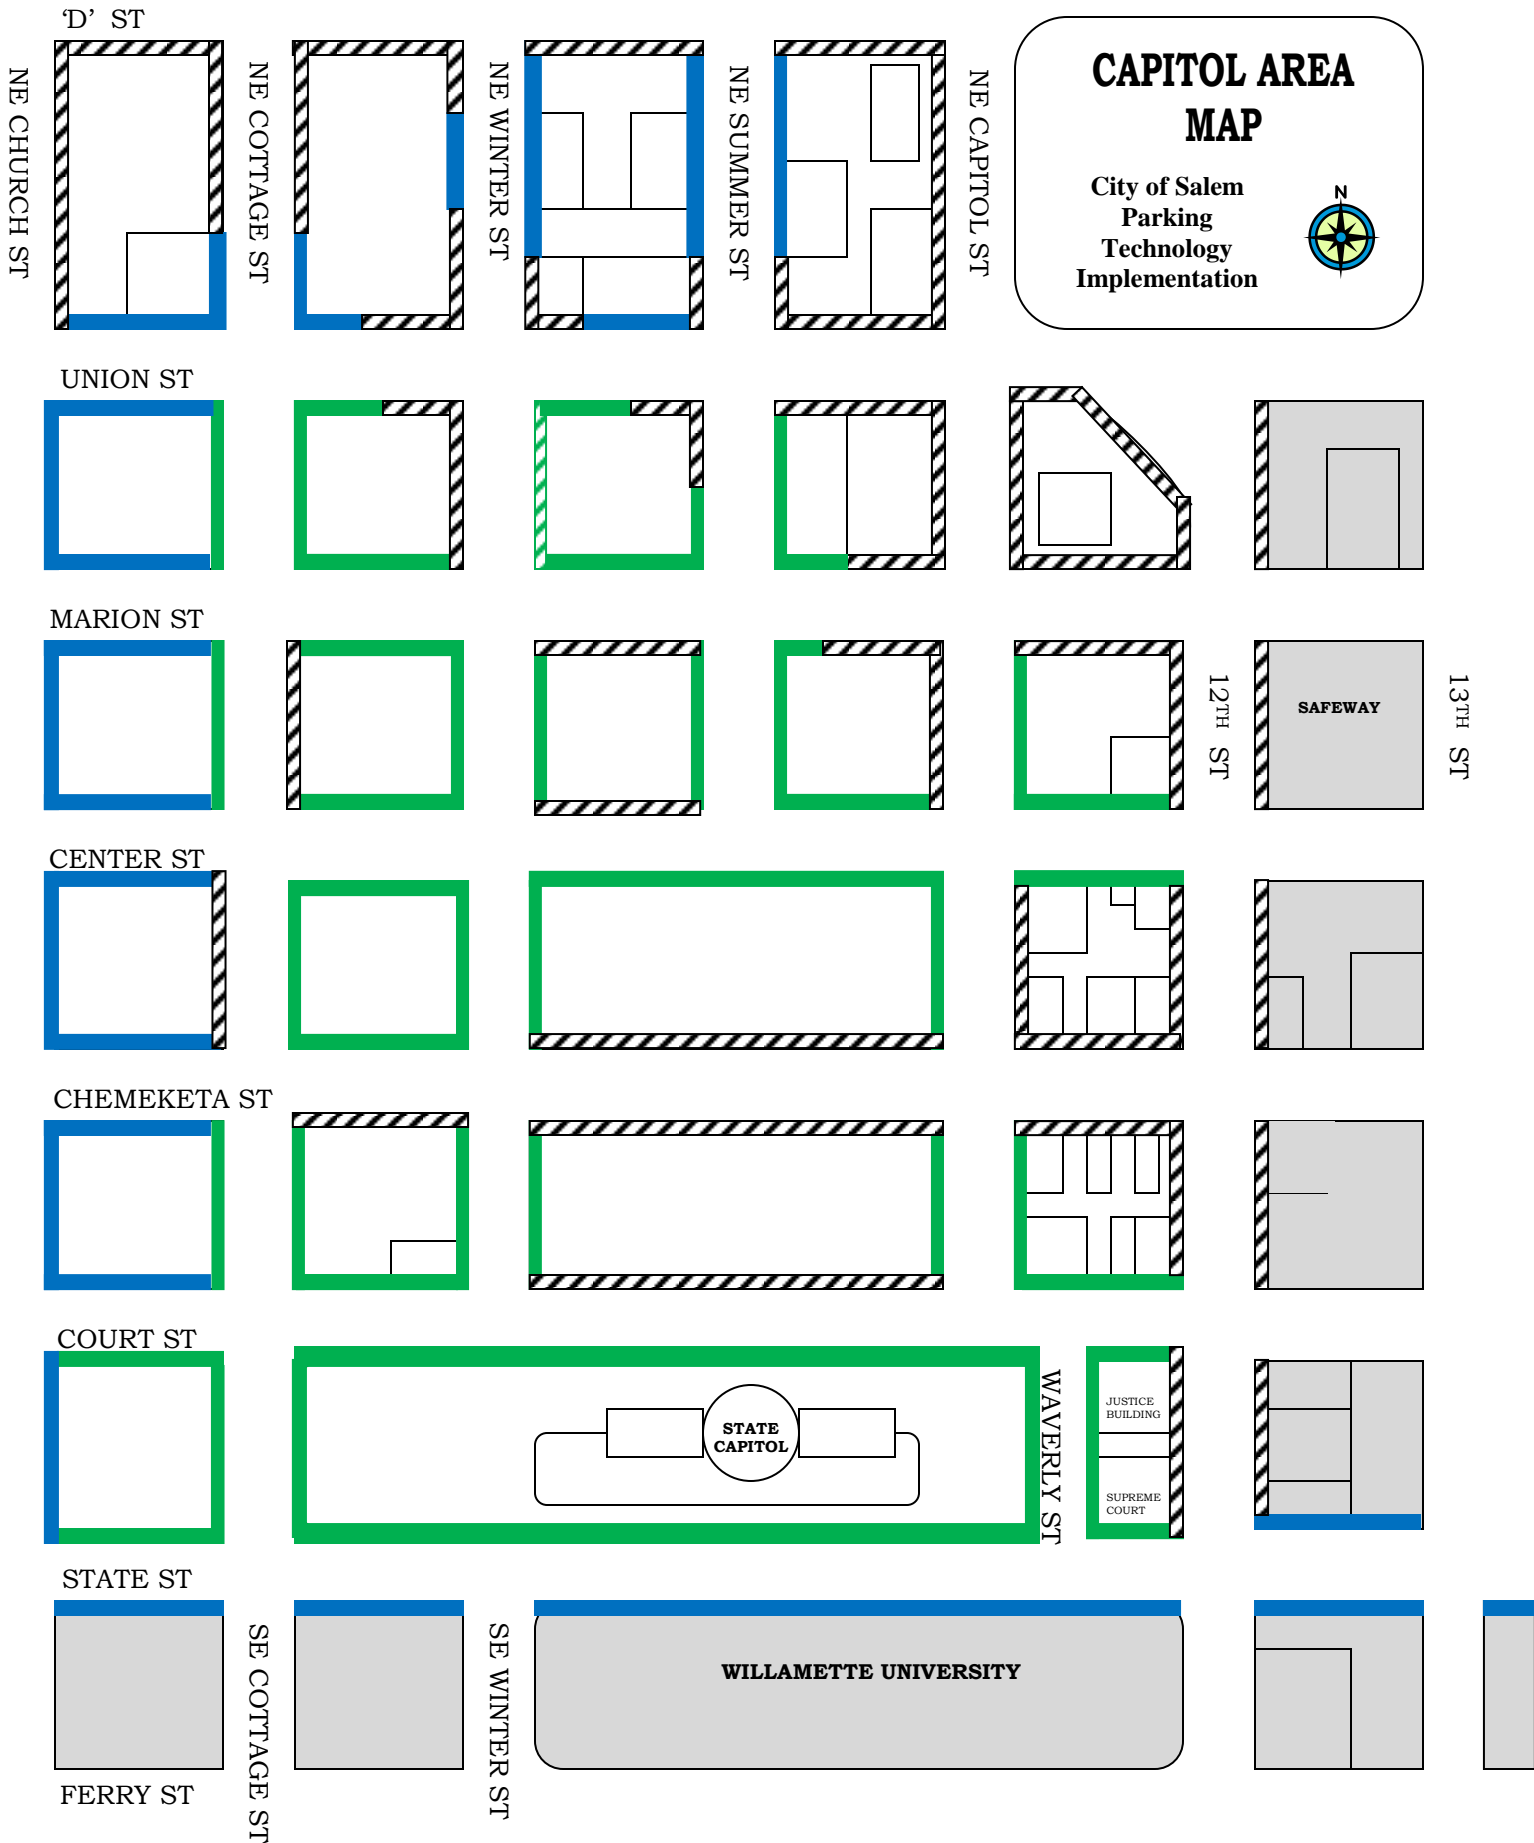 ‘D’ ST
NE CHURCH ST
NE COTTAGE ST
NE WINTER ST
NE SUMMER ST
NE CAPITOL ST
CAPITOL AREA
MAP
City of Salem
Parking
Technology
Implementation
N
UNION ST
MARION ST
12TH ST
SAFEWAY
13TH ST
CENTER ST
CHEMEKETA ST
COURT ST
STATE
CAPITOL
WAVERLY ST
JUSTICE
BUILDING
SUPREME
COURT
STATE ST
SE COTTAGE ST
SE WINTER ST
WILLAMETTE UNIVERSITY
FERRY ST